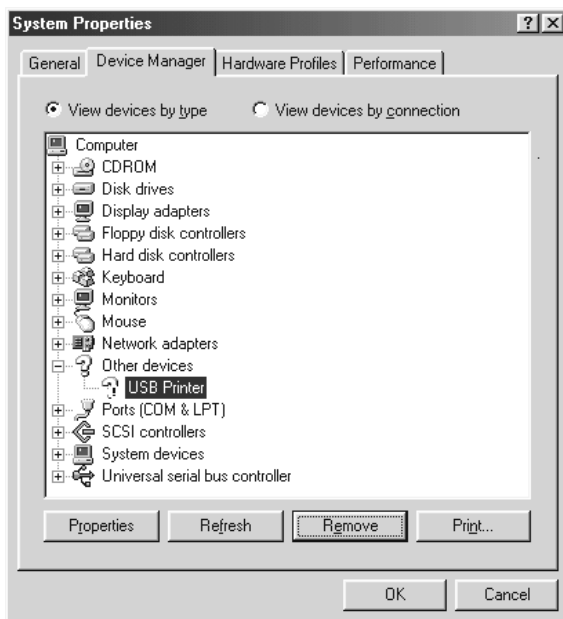 System Properties
General Device Manager Hardware Profiles Performance
View devices by type View devices by connection
Computer
CDROM
Disk drives
Display adapters
Floppy disk controllers
Hard disk controllers
Keyboard
Monitors
Mouse
Network adapters
Other devices
USB Printer
Ports (COM & LPT)
SCSI controllers
System devices
Universal serial bus controller
Properties Refresh Remove Print...
OK Cancel